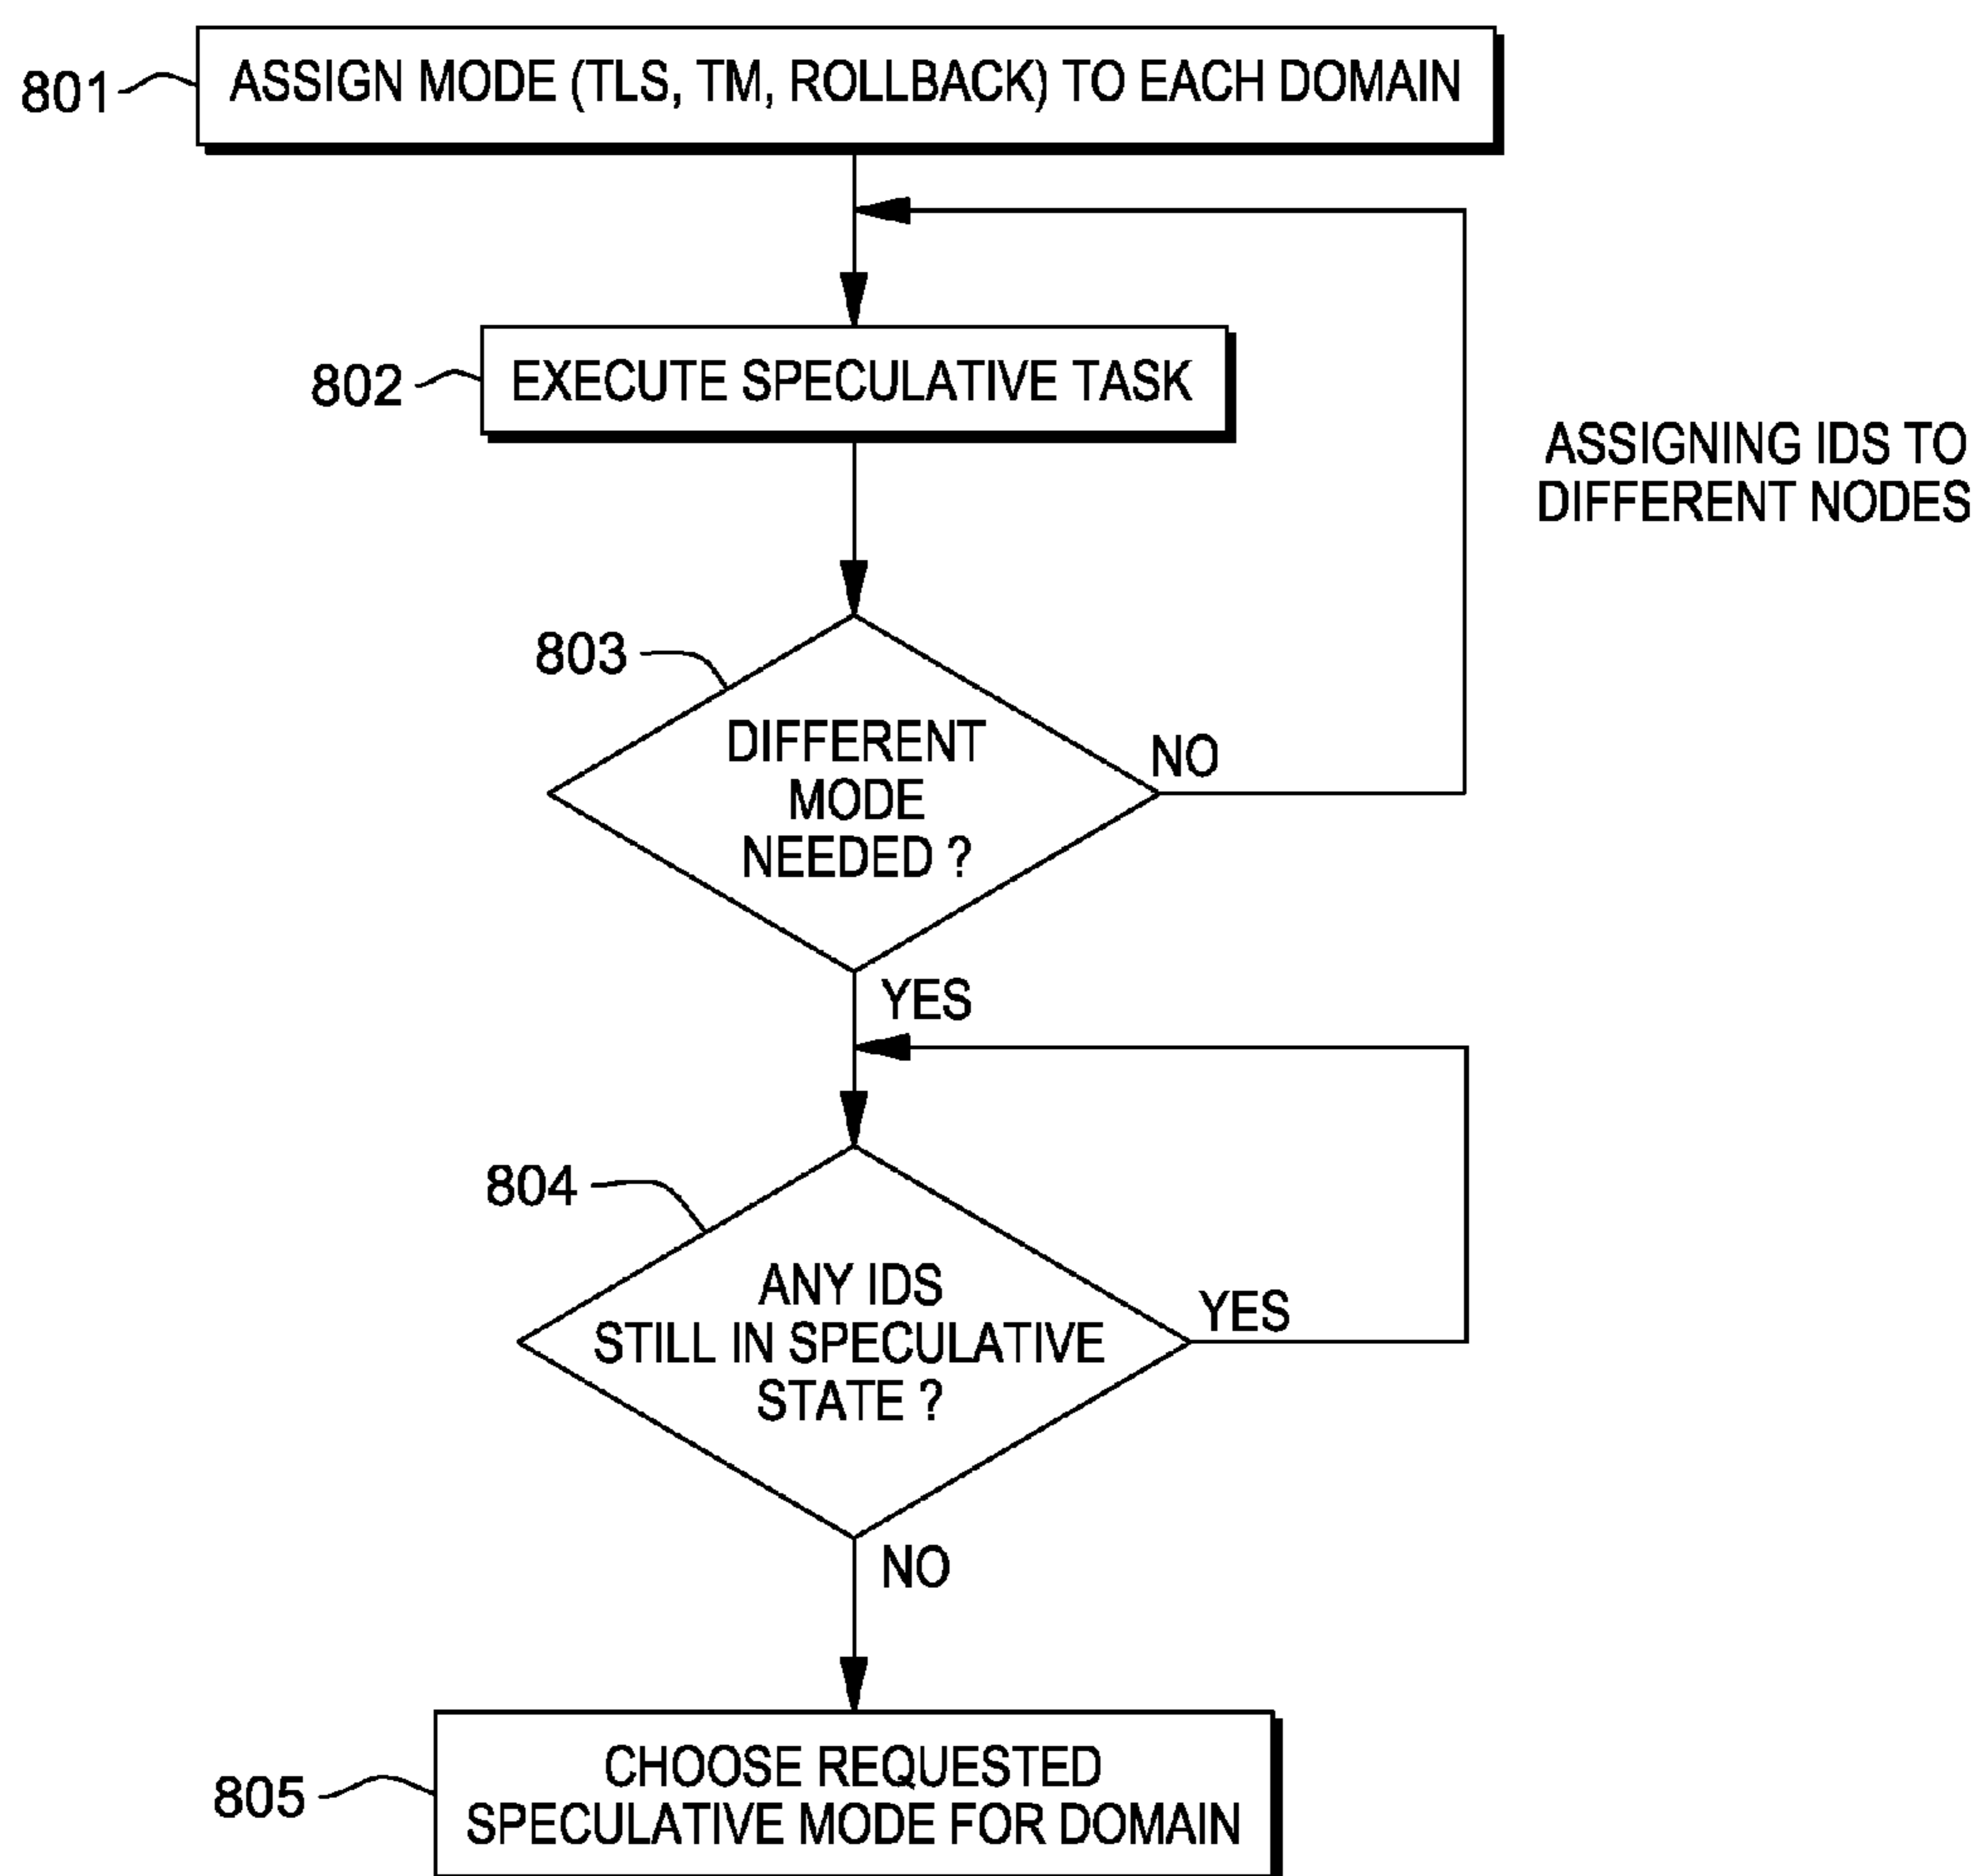 801
ASSIGN MODE (TLS, TM, ROLLBACK) TO EACH DOMAIN
802
EXECUTE SPECULATIVE TASK
ASSIGNING IDS TO
DIFFERENT NODES
803
DIFFERENT
MODE
NEEDED ?
NO
YES
804
ANY IDS
STILL IN SPECULATIVE
STATE ?
YES
NO
805
CHOOSE REQUESTED
SPECULATIVE MODE FOR DOMAIN